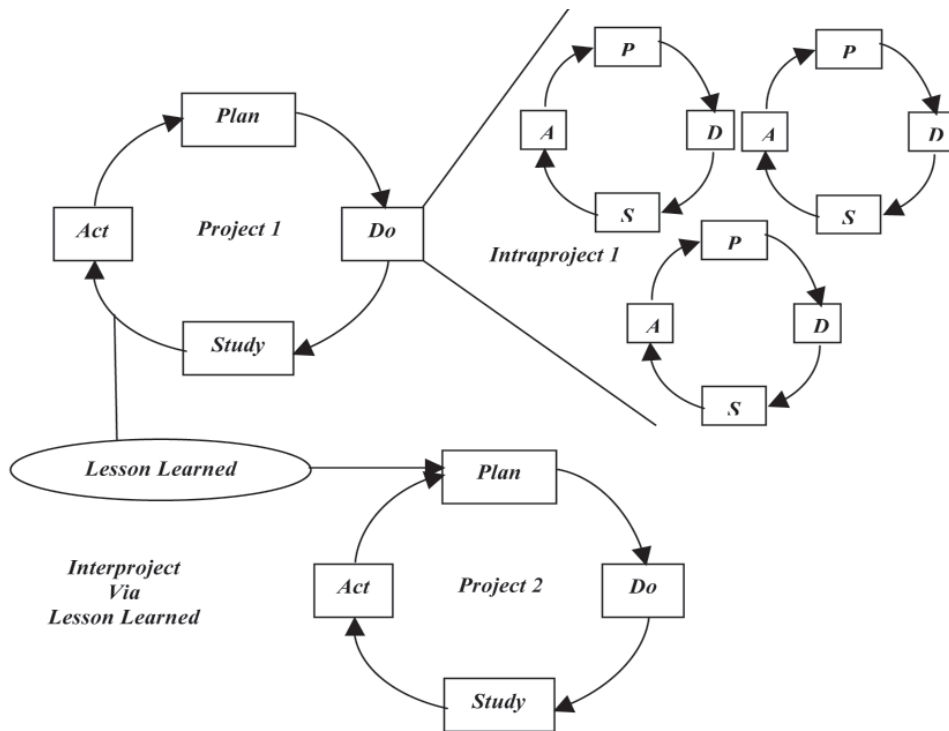 P
A
D
S
P
A
D
S
Plan
Act
Project 1
Do
Study
Intraproject 1
P
A
D
S
Lesson Learned
Plan
Interproject
Via
Lesson Learned
Act
Project 2
Do
Study